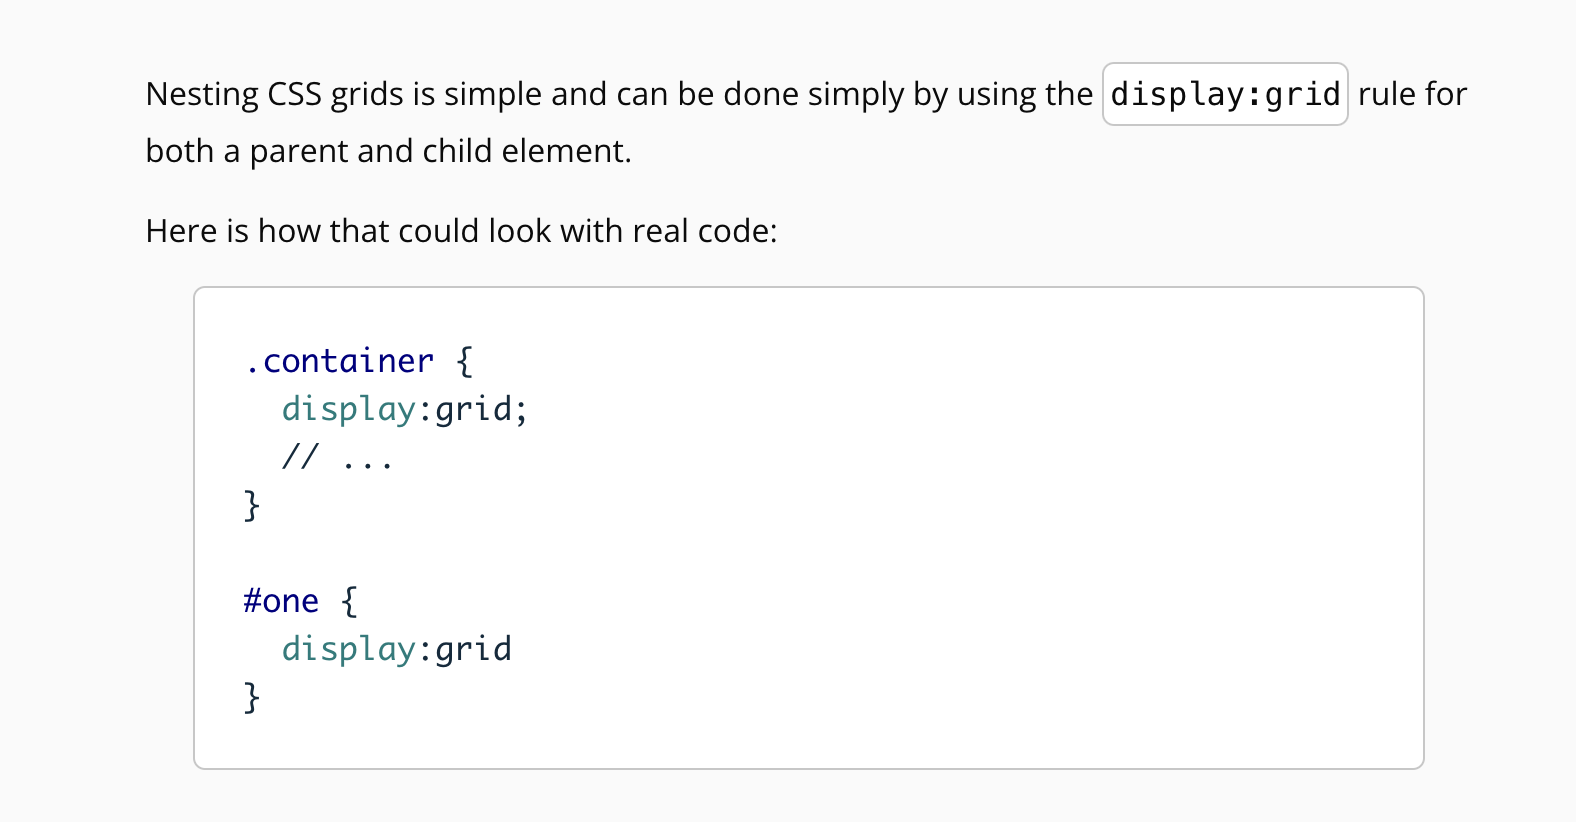 Nesting CSS grids is simple and can be done simply by using the display:grid rule for
both a parent and child element.
Here is how that could look with real code:
.container {
  display:grid;
  // ...
}
#one {
  display:grid
}